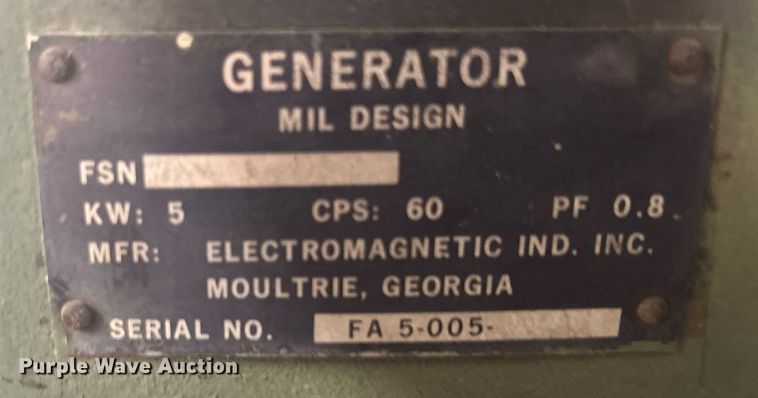 GENERATOR
MIL DESIGN
FSN
KW: 5 CPS: 60 PF 0.8
MFR: ELECTROMAGNETIC IND. INC.
MOULTRIE, GEORGIA
SERIAL NO. FA 5-005-
Purple Wave Auction